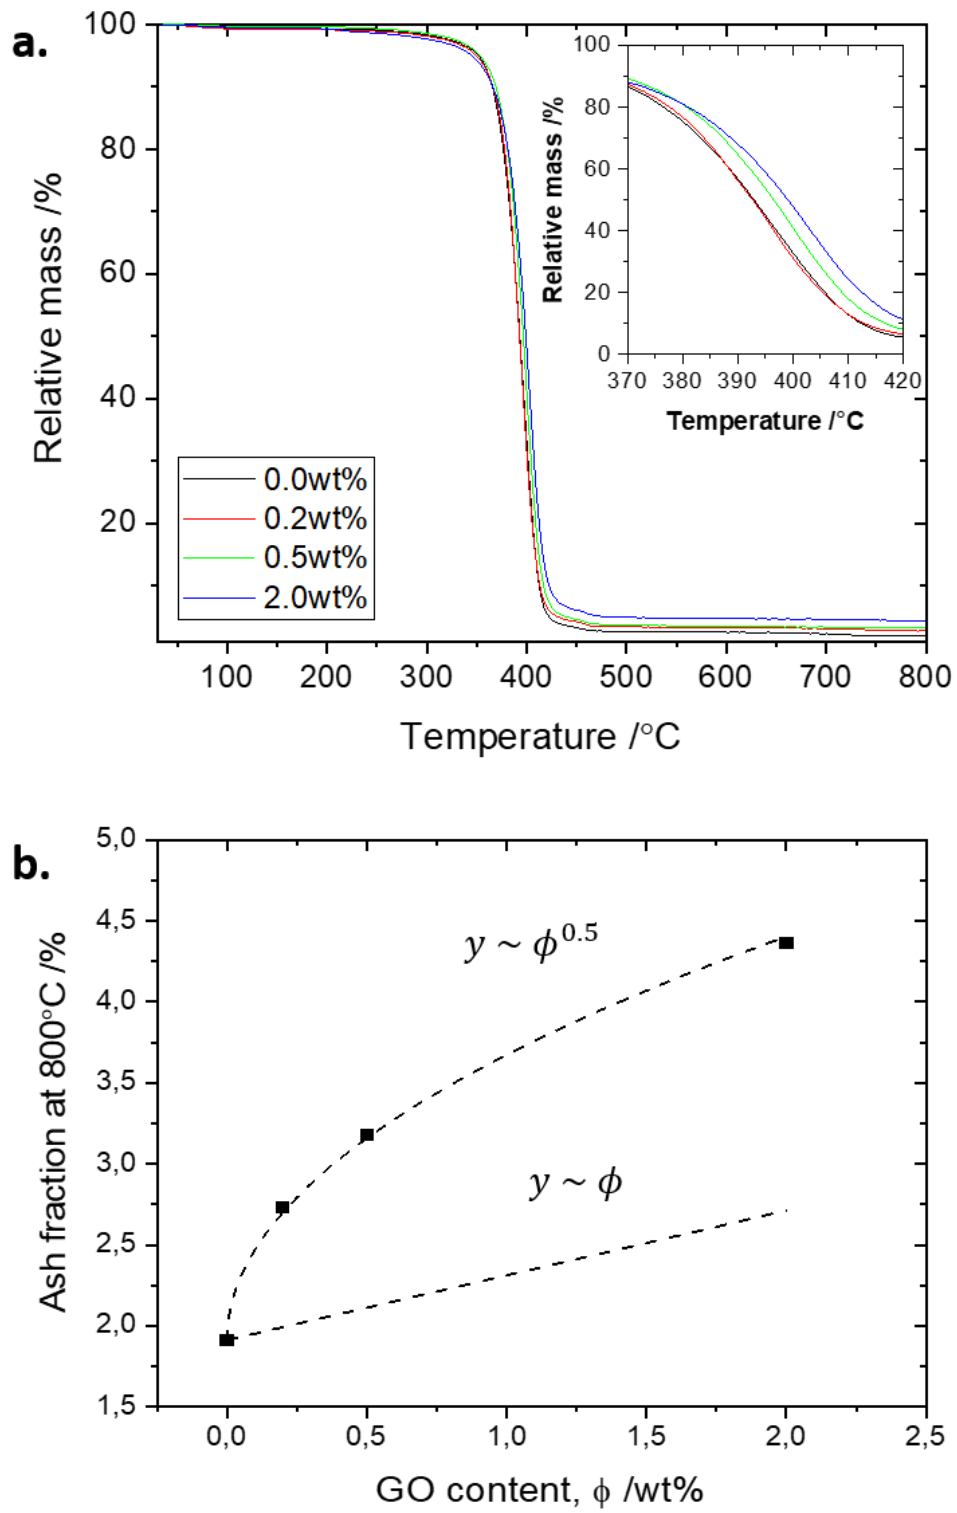 a.
100
80
60
40
20
Relative mass /%
100
80
60
40
20
0
Relative mass /%
370 380 390 400 410 420
Temperature /°C
0.0wt%
0.2wt%
0.5wt%
2.0wt%
100 200 300 400 500 600 700 800
Temperature /°C
b.
5,0
4,5
4,0
3,5
3,0
2,5
2,0
1,5
Ash fraction at 800°C /%
y ~ ϕ^0.5
y ~ ϕ
0,0 0,5 1,0 1,5 2,0 2,5
GO content, ϕ /wt%